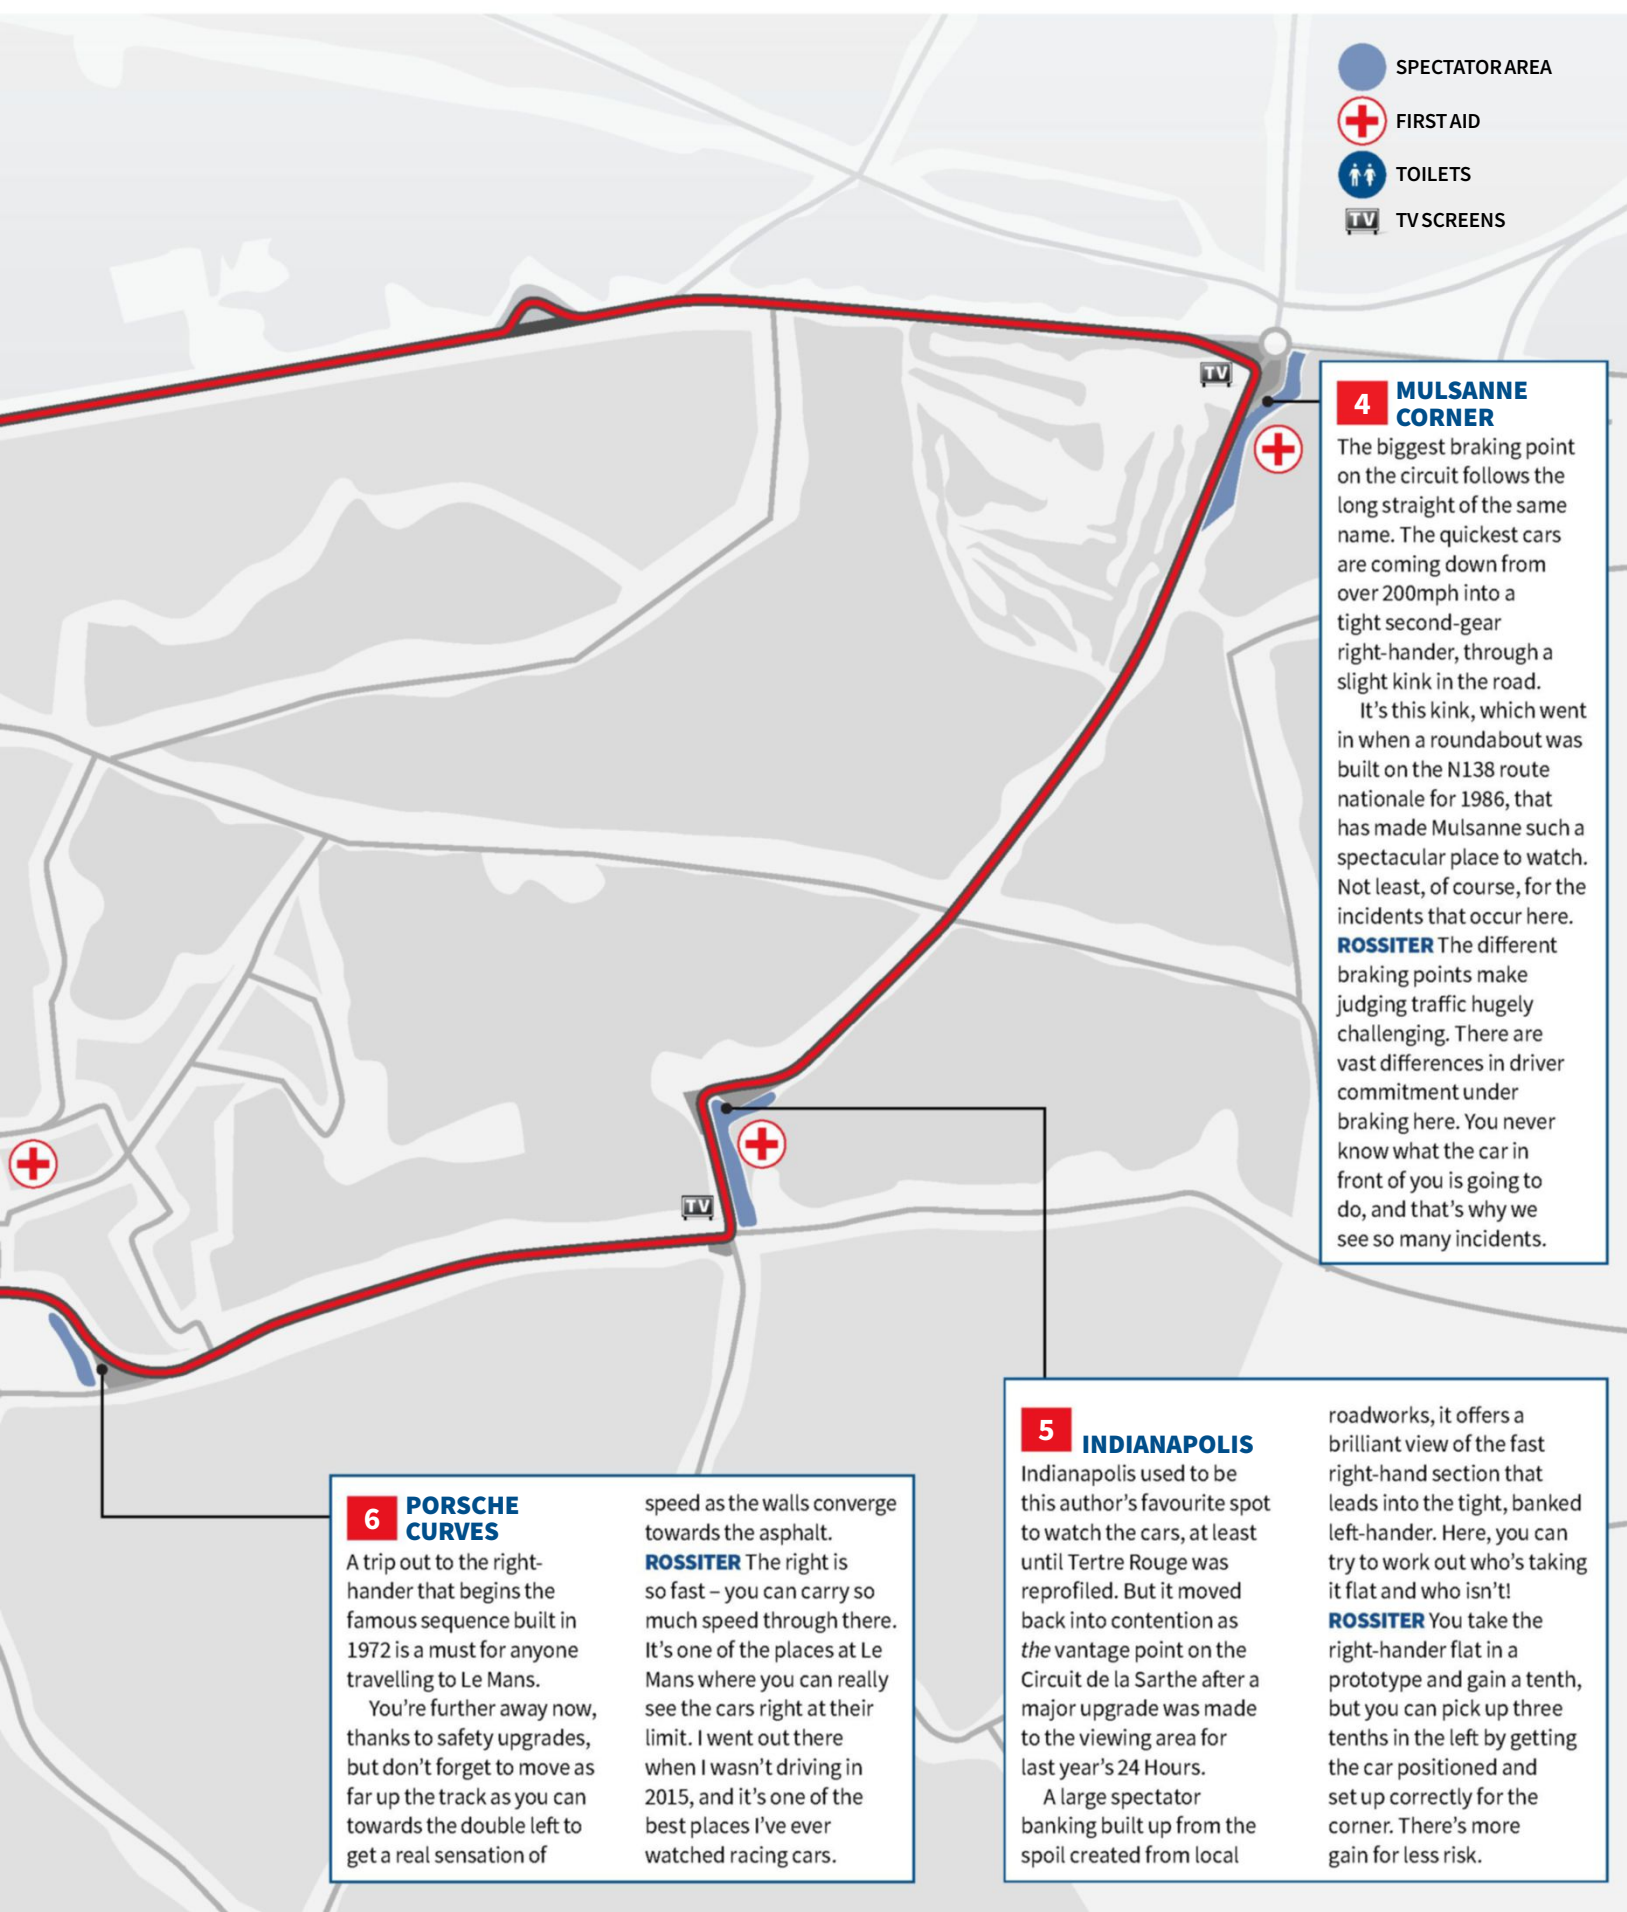 SPECTATOR AREA
FIRST AID
TOILETS
TV
TV SCREENS
TV
4
MULSANNE
CORNER
The biggest braking point
on the circuit follows the
long straight of the same
name. The quickest cars
are coming down from
over 200mph into a
tight second-gear
right-hander, through a
slight kink in the road.
It's this kink, which went
in when a roundabout was
built on the N138 route
nationale for 1986, that
has made Mulsanne such a
spectacular place to watch.
Not least, of course, for the
incidents that occur here.
ROSSITER The different
braking points make
judging traffic hugely
challenging. There are
vast differences in driver
commitment under
braking here. You never
know what the car in
front of you is going to
do, and that's why we
see so many incidents.
TV
5
INDIANAPOLIS
Indianapolis used to be
this author's favourite spot
to watch the cars, at least
until Tertre Rouge was
reprofiled. But it moved
back into contention as
the vantage point on the
Circuit de la Sarthe after a
major upgrade was made
to the viewing area for
last year's 24 Hours.
A large spectator
banking built up from the
spoil created from local
roadworks, it offers a
brilliant view of the fast
right-hand section that
leads into the tight, banked
left-hander. Here, you can
try to work out who's taking
it flat and who isn't!
ROSSITER You take the
right-hander flat in a
prototype and gain a tenth,
but you can pick up three
tenths in the left by getting
the car positioned and
set up correctly for the
corner. There's more
gain for less risk.
6
PORSCHE
CURVES
A trip out to the right-
hander that begins the
famous sequence built in
1972 is a must for anyone
travelling to Le Mans.
You're further away now,
thanks to safety upgrades,
but don't forget to move as
far up the track as you can
towards the double left to
get a real sensation of
speed as the walls converge
towards the asphalt.
ROSSITER The right is
so fast – you can carry so
much speed through there.
It's one of the places at Le
Mans where you can really
see the cars right at their
limit. I went out there
when I wasn't driving in
2015, and it's one of the
best places I've ever
watched racing cars.